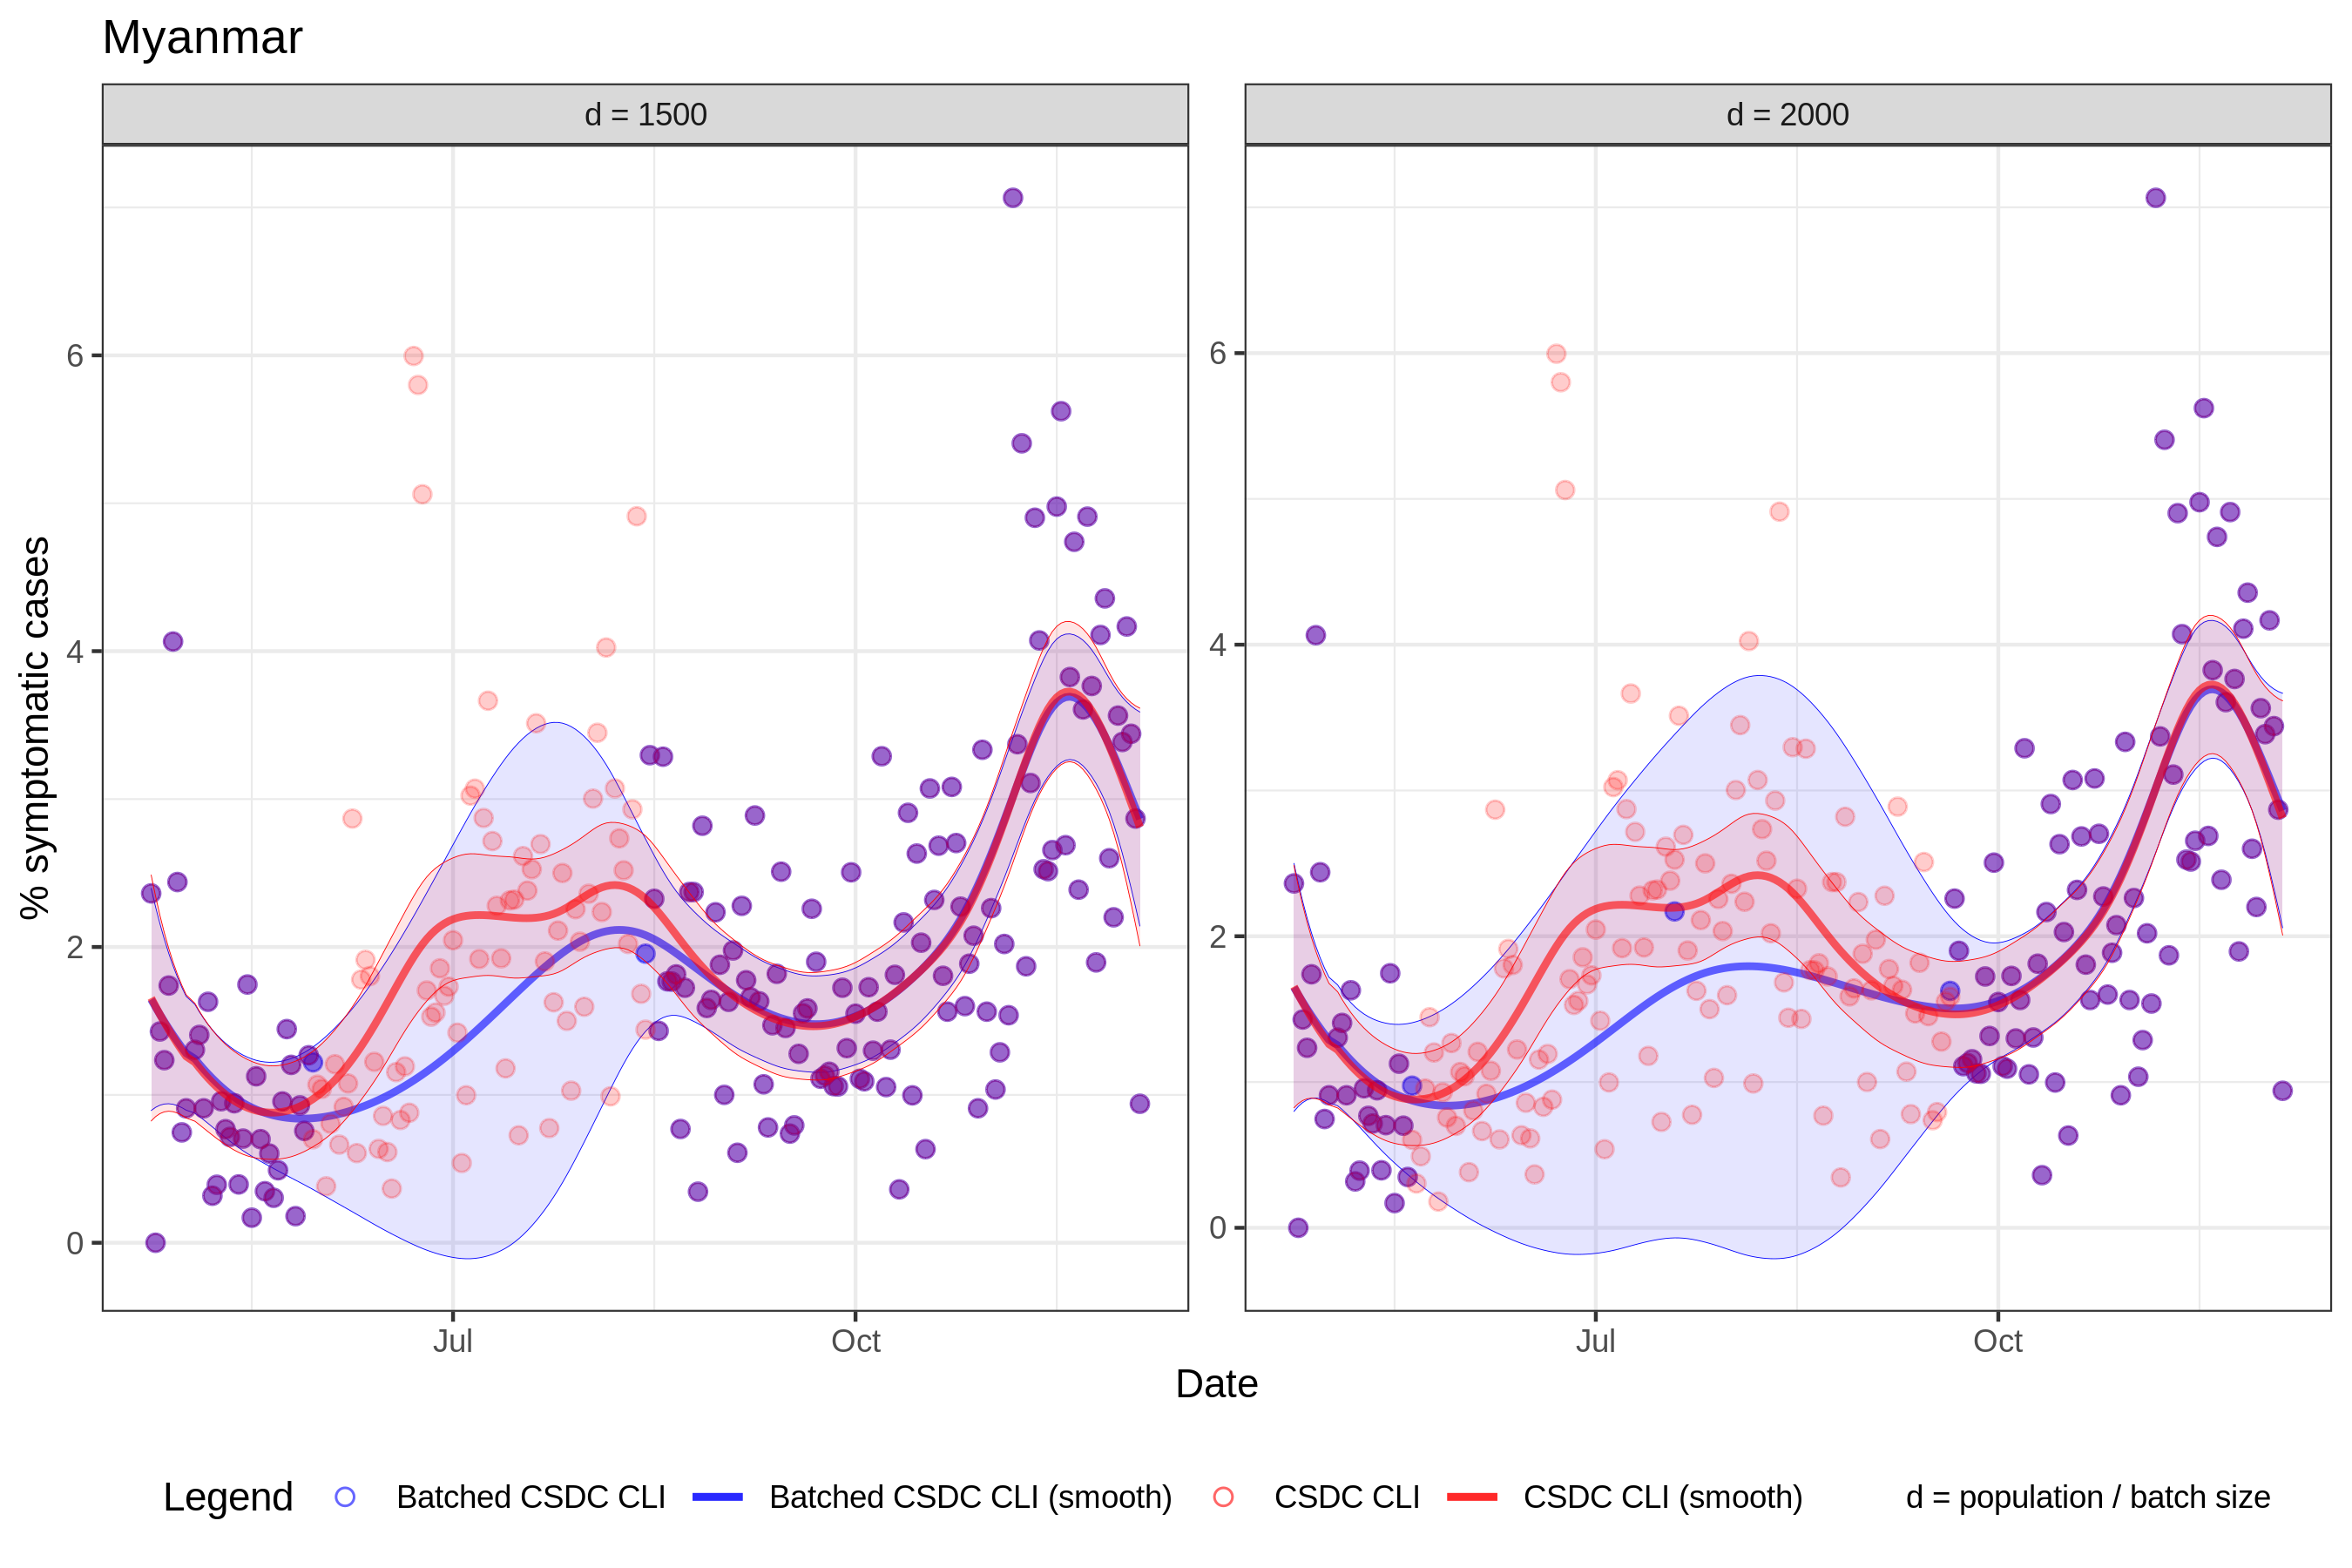 Myanmar
d = 1500
d = 2000
% symptomatic cases
6
4
2
0
6
4
2
0
Jul
Oct
Jul
Oct
Date
Legend
Batched CSDC CLI
Batched CSDC CLI (smooth)
CSDC CLI
CSDC CLI (smooth)
d = population / batch size